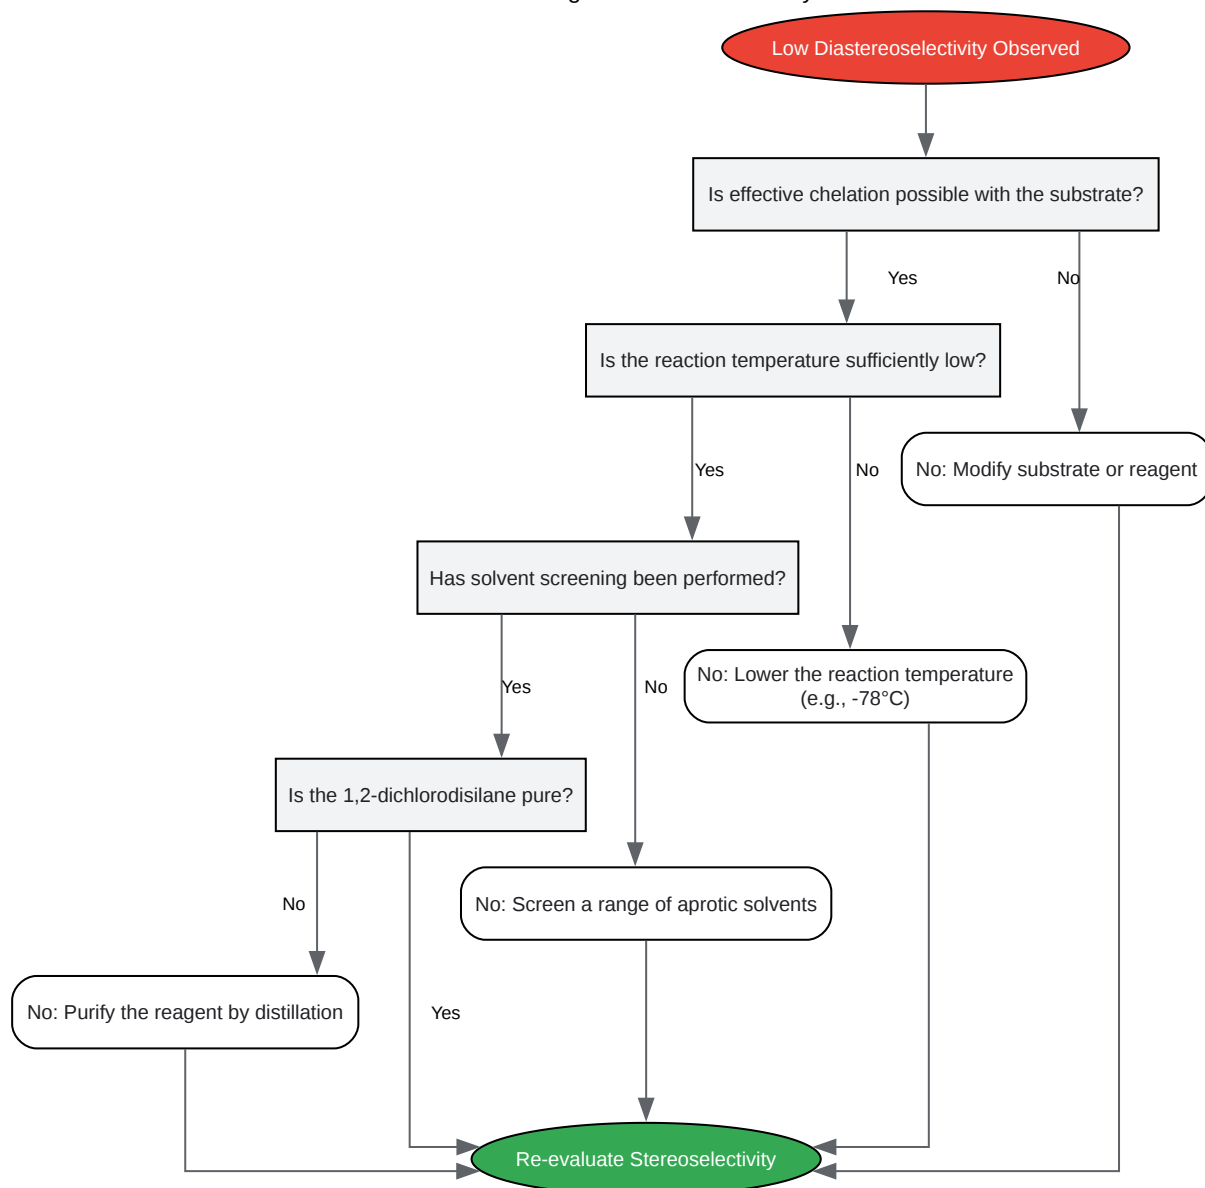 Low Diastereoselectivity Observed
Is effective chelation possible with the substrate?
Yes
No
Is the reaction temperature sufficiently low?
Yes
No
No: Modify substrate or reagent
Has solvent screening been performed?
Yes
No
No: Lower the reaction temperature
(e.g., -78°C)
Is the 1,2-dichlorodisilane pure?
No
Yes
No: Screen a range of aprotic solvents
No: Purify the reagent by distillation
Re-evaluate Stereoselectivity